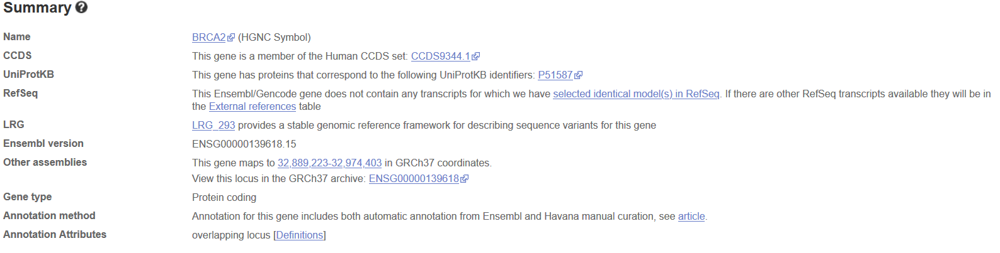 Summary ?
Name BRCA2 (HGNC Symbol)
CCDS This gene is a member of the Human CCDS set: CCDS9344.1
UniProtKB This gene has proteins that correspond to the following UniProtKB identifiers: P51587
RefSeq This Ensembl/Gencode gene does not contain any transcripts for which we have selected identical model(s) in RefSeq. If there are other RefSeq transcripts available they will be in
the External references table
LRG LRG_293 provides a stable genomic reference framework for describing sequence variants for this gene
Ensembl version ENSG00000139618.15
Other assemblies This gene maps to 32,889,223-32,974,403 in GRCh37 coordinates.
View this locus in the GRCh37 archive: ENSG00000139618
Gene type Protein coding
Annotation method Annotation for this gene includes both automatic annotation from Ensembl and Havana manual curation, see article.
Annotation Attributes overlapping locus [Definitions]